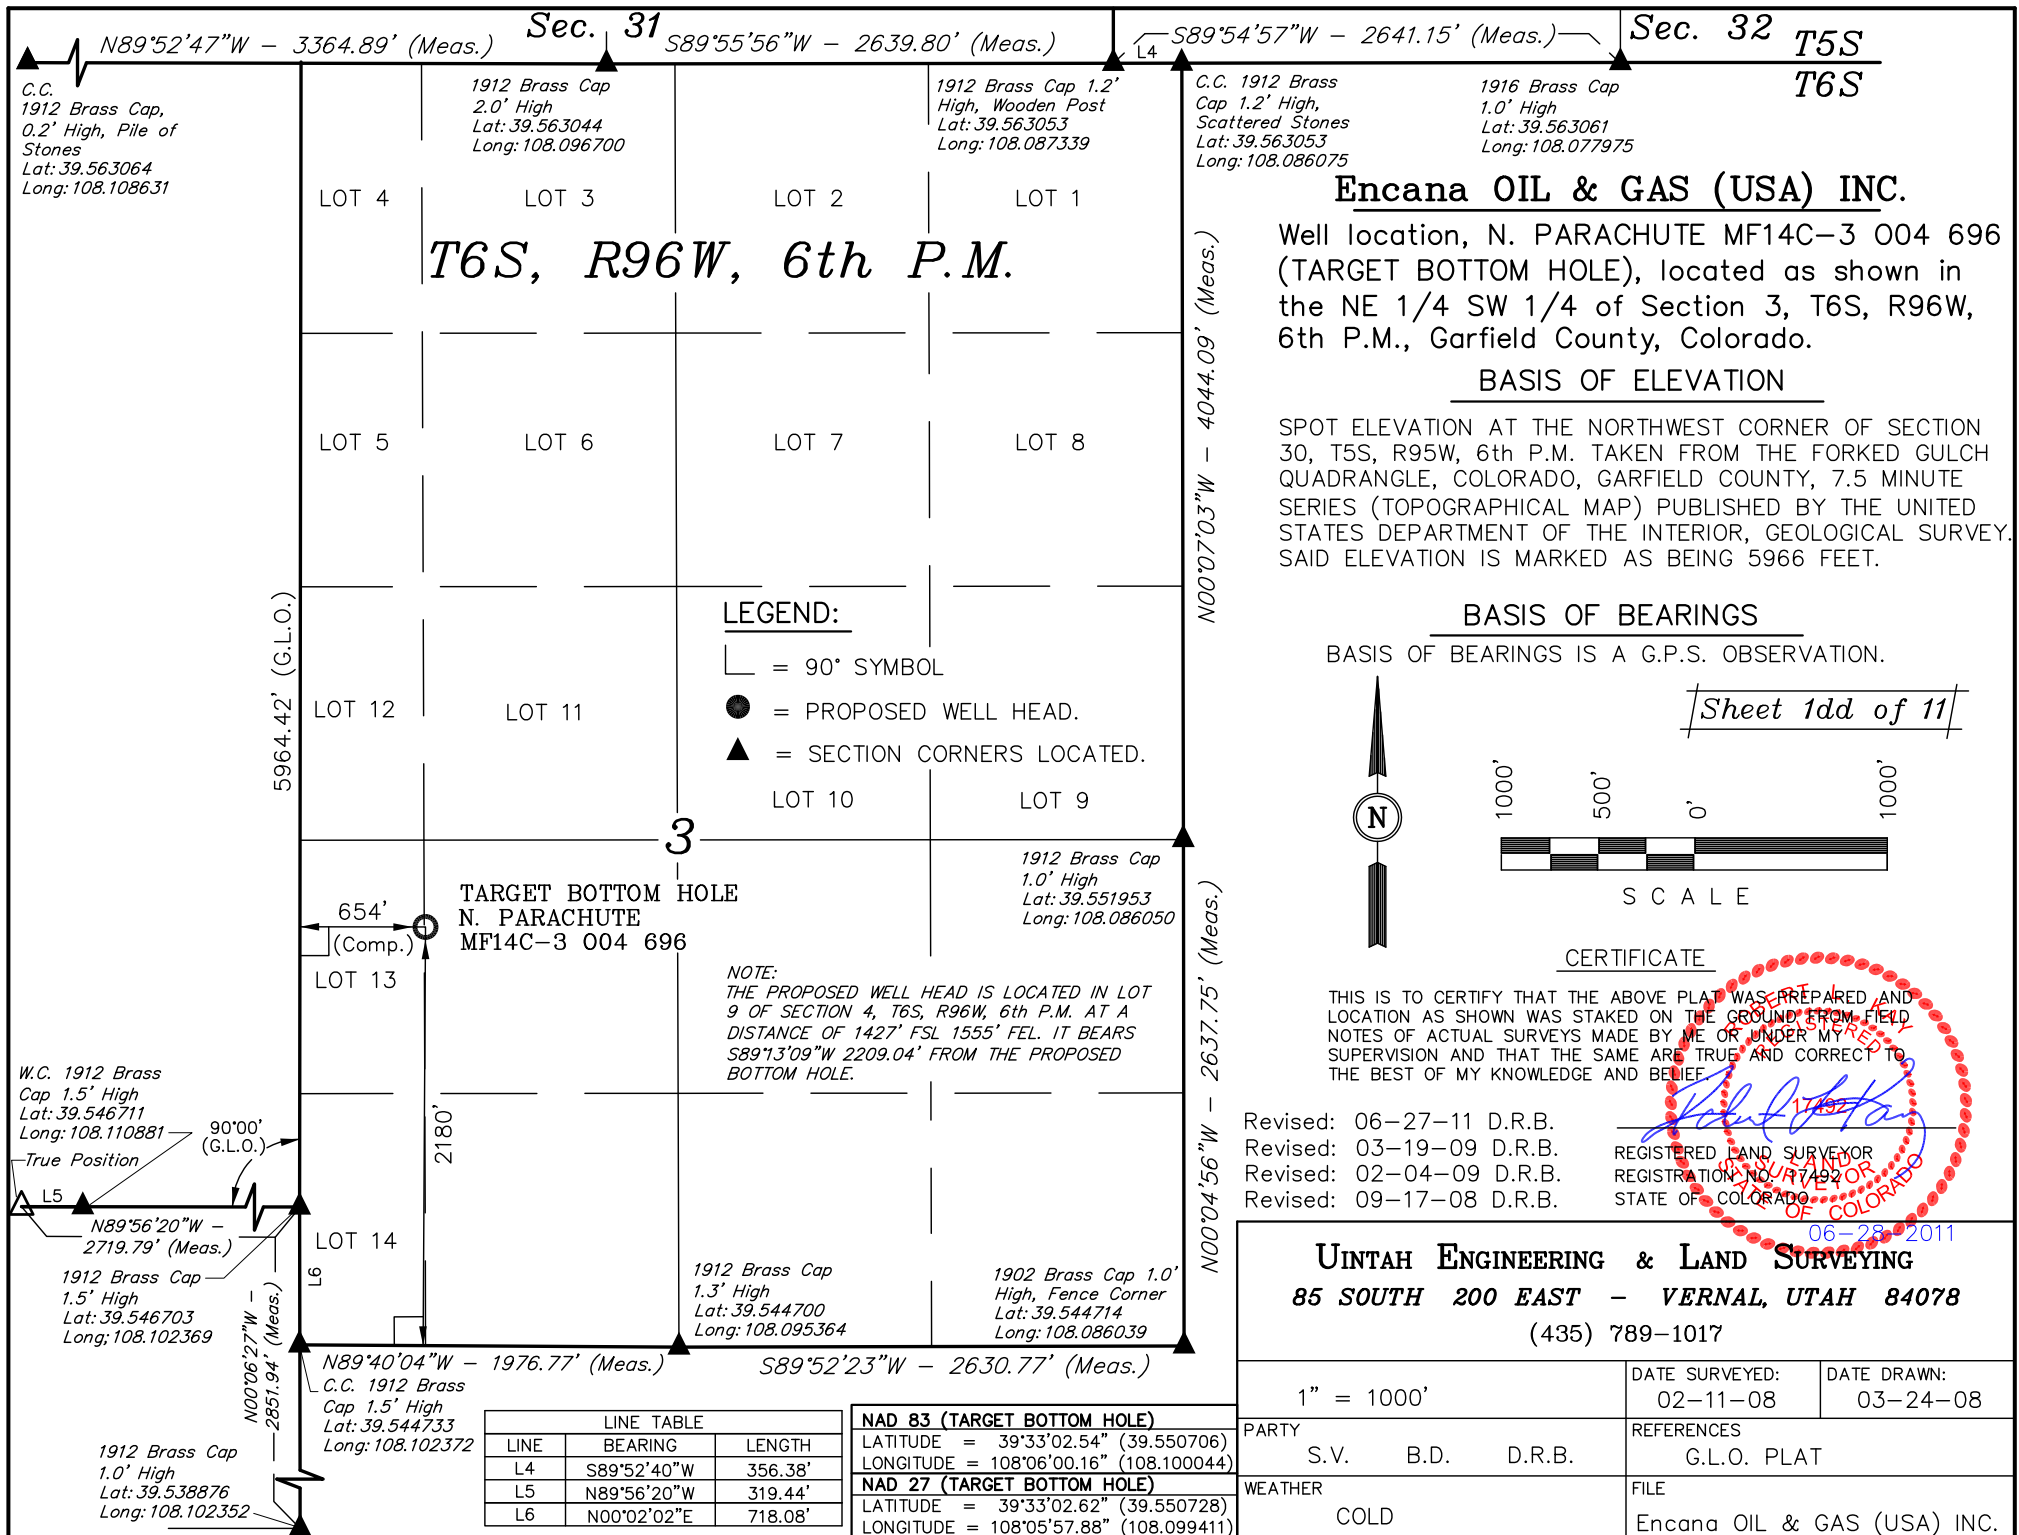 N89°52'47"W - 3364.89' (Meas.)
Sec. 31
S89°55'56"W - 2639.80' (Meas.)
L4
S89°54'57"W - 2641.15' (Meas.)
Sec. 32
T5S
T6S
C.C.
1912 Brass Cap,
0.2' High, Pile of
Stones
Lat: 39.563064
Long: 108.108631
1912 Brass Cap
2.0' High
Lat: 39.563044
Long: 108.096700
1912 Brass Cap 1.2'
High, Wooden Post
Lat: 39.563053
Long: 108.087339
C.C. 1912 Brass
Cap 1.2' High,
Scattered Stones
Lat: 39.563053
Long: 108.086075
1916 Brass Cap
1.0' High
Lat: 39.563061
Long: 108.077975
LOT 4
LOT 3
LOT 2
LOT 1
T6S, R96W, 6th P.M.
LOT 5
LOT 6
LOT 7
LOT 8
N00°07'03"W - 4044.09' (Meas.)
5964.42' (G.L.O.)
LEGEND:
= 90° SYMBOL
= PROPOSED WELL HEAD.
= SECTION CORNERS LOCATED.
LOT 12
LOT 11
LOT 10
LOT 9
3
1912 Brass Cap
1.0' High
Lat: 39.551953
Long: 108.086050
654'
(Comp.)
TARGET BOTTOM HOLE
N. PARACHUTE
MF14C-3 O04 696
LOT 13
NOTE:
THE PROPOSED WELL HEAD IS LOCATED IN LOT
9 OF SECTION 4, T6S, R96W, 6th P.M. AT A
DISTANCE OF 1427' FSL 1555' FEL. IT BEARS
S89°13'09"W 2209.04' FROM THE PROPOSED
BOTTOM HOLE.
N00°04'56"W - 2637.75' (Meas.)
W.C. 1912 Brass
Cap 1.5' High
Lat: 39.546711
Long: 108.110881
90°00'
(G.L.O.)
True Position
L5
N89°56'20"W -
2719.79' (Meas.)
2180'
LOT 14
L6
1912 Brass Cap
1.5' High
Lat: 39.546703
Long; 108.102369
N00°06'27"W -
2851.94' (Meas.)
1912 Brass Cap
1.3' High
Lat: 39.544700
Long: 108.095364
1902 Brass Cap 1.0'
High, Fence Corner
Lat: 39.544714
Long: 108.086039
N89°40'04"W - 1976.77' (Meas.)
S89°52'23"W - 2630.77' (Meas.)
C.C. 1912 Brass
Cap 1.5' High
Lat: 39.544733
Long: 108.102372
1912 Brass Cap
1.0' High
Lat: 39.538876
Long: 108.102352
LINE TABLE
LINE BEARING LENGTH
L4 S89°52'40"W 356.38'
L5 N89°56'20"W 319.44'
L6 N00°02'02"E 718.08'
NAD 83 (TARGET BOTTOM HOLE)
LATITUDE = 39°33'02.54" (39.550706)
LONGITUDE = 108°06'00.16" (108.100044)
NAD 27 (TARGET BOTTOM HOLE)
LATITUDE = 39°33'02.62" (39.550728)
LONGITUDE = 108°05'57.88" (108.099411)
Encana OIL & GAS (USA) INC.
Well location, N. PARACHUTE MF14C-3 O04 696
(TARGET BOTTOM HOLE), located as shown in
the NE 1/4 SW 1/4 of Section 3, T6S, R96W,
6th P.M., Garfield County, Colorado.
BASIS OF ELEVATION
SPOT ELEVATION AT THE NORTHWEST CORNER OF SECTION
30, T5S, R95W, 6th P.M. TAKEN FROM THE FORKED GULCH
QUADRANGLE, COLORADO, GARFIELD COUNTY, 7.5 MINUTE
SERIES (TOPOGRAPHICAL MAP) PUBLISHED BY THE UNITED
STATES DEPARTMENT OF THE INTERIOR, GEOLOGICAL SURVEY.
SAID ELEVATION IS MARKED AS BEING 5966 FEET.
BASIS OF BEARINGS
BASIS OF BEARINGS IS A G.P.S. OBSERVATION.
Sheet 1dd of 11
N
1000' 500' 0' 1000'
SCALE
CERTIFICATE
THIS IS TO CERTIFY THAT THE ABOVE PLAT WAS PREPARED AND
LOCATION AS SHOWN WAS STAKED ON THE GROUND FROM FIELD
NOTES OF ACTUAL SURVEYS MADE BY ME OR UNDER MY
SUPERVISION AND THAT THE SAME ARE TRUE AND CORRECT TO
THE BEST OF MY KNOWLEDGE AND BELIEF.
ROBERT L. KAY
REGISTERED
17492
LAND
SURVEYOR
STATE OF COLORADO
Robert L Kay
Revised: 06-27-11 D.R.B.
Revised: 03-19-09 D.R.B.
Revised: 02-04-09 D.R.B.
Revised: 09-17-08 D.R.B.
REGISTERED LAND SURVEYOR
REGISTRATION NO. 17492
STATE OF COLORADO
06-28-2011
UINTAH ENGINEERING & LAND SURVEYING
85 SOUTH 200 EAST - VERNAL, UTAH 84078
(435) 789-1017
1" = 1000'
DATE SURVEYED:
02-11-08
DATE DRAWN:
03-24-08
PARTY
S.V. B.D. D.R.B.
REFERENCES
G.L.O. PLAT
WEATHER
COLD
FILE
Encana OIL & GAS (USA) INC.